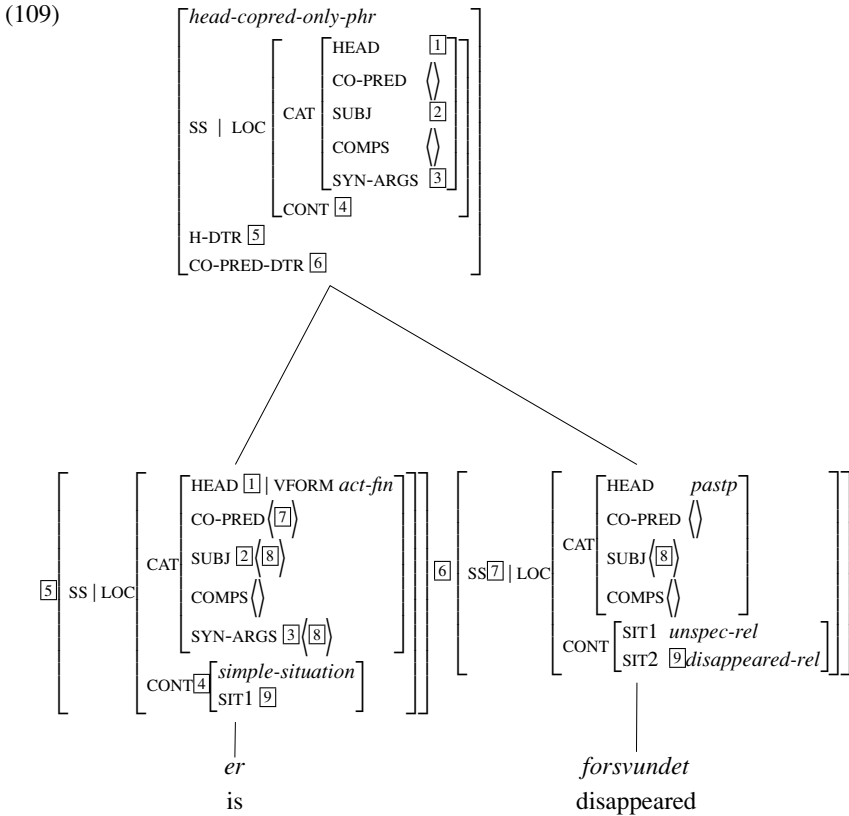 (109)
head-copred-only-phr
SS | LOC CAT HEAD 1
CO-PRED ⟨⟩
SUBJ 2
COMPS ⟨⟩
SYN-ARGS 3
CONT 4
H-DTR 5
CO-PRED-DTR 6
5 SS | LOC CAT HEAD 1 | VFORM act-fin
CO-PRED ⟨7⟩
SUBJ 2 ⟨8⟩
COMPS ⟨⟩
SYN-ARGS 3 ⟨8⟩
CONT 4 simple-situation
SIT1 9
er
is
6 SS 7 | LOC CAT HEAD pastp
CO-PRED ⟨⟩
SUBJ ⟨8⟩
COMPS ⟨⟩
CONT SIT1 unspec-rel
SIT2 9 disappeared-rel
forsvundet
disappeared